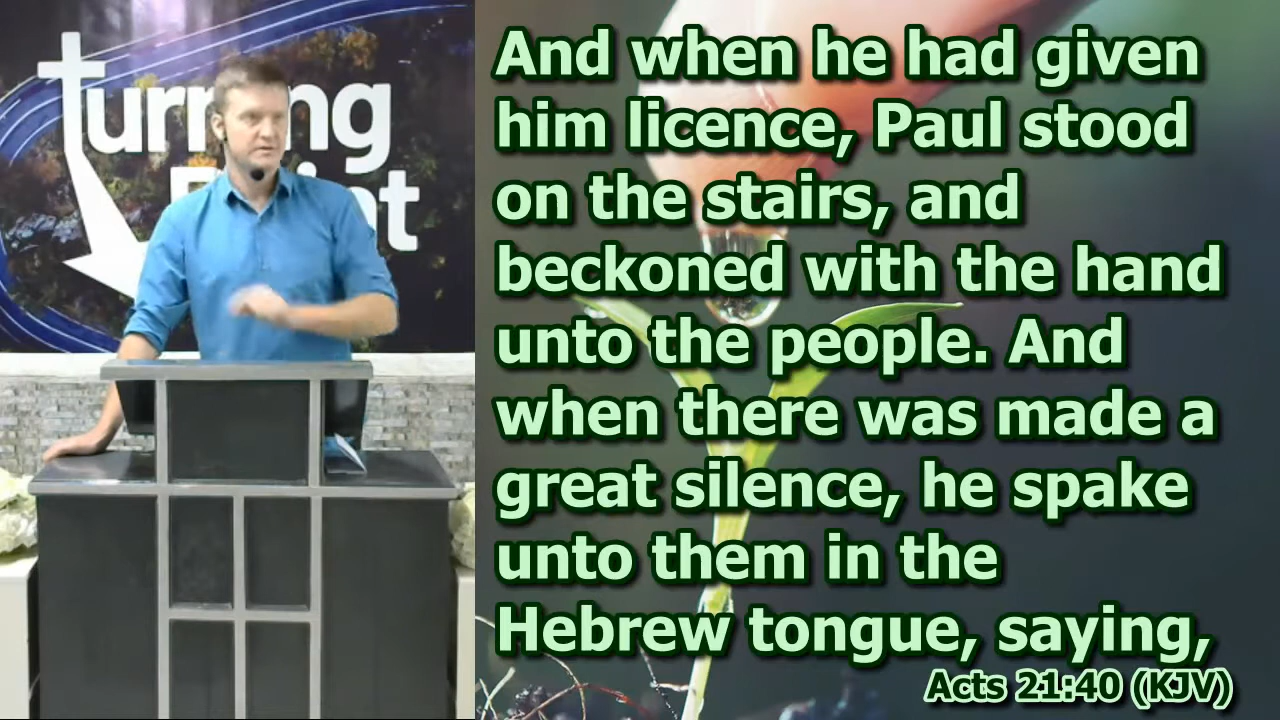 turning
Point
And when he had given
him licence, Paul stood
on the stairs, and
beckoned with the hand
unto the people. And
when there was made a
great silence, he spake
unto them in the
Hebrew tongue, saying,
Acts 21:40 (KJV)